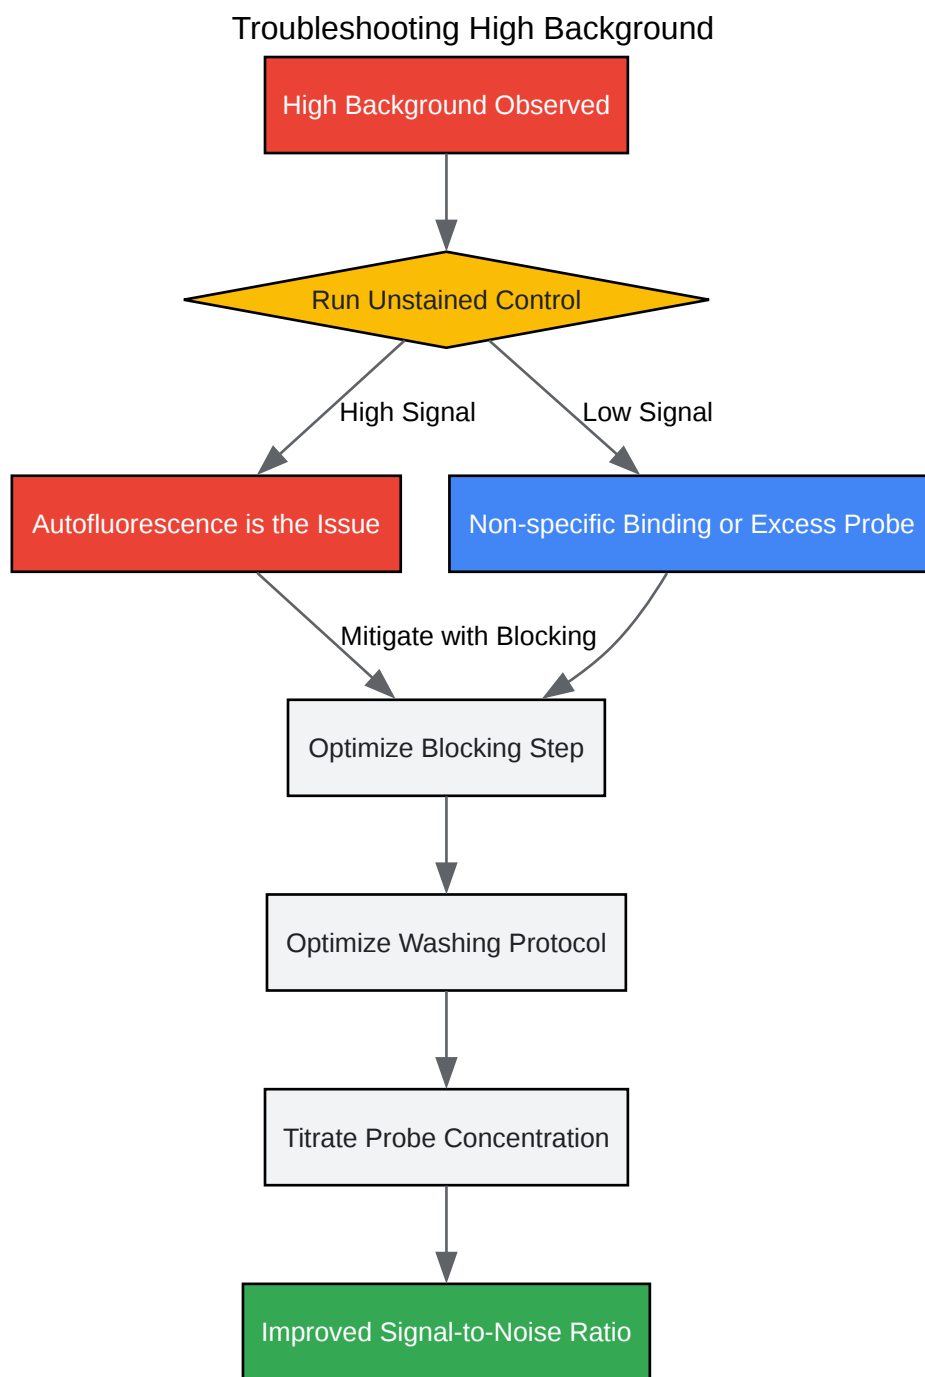 Troubleshooting High Background
High Background Observed
Run Unstained Control
High Signal
Low Signal
Autofluorescence is the Issue
Non-specific Binding or Excess Probe
Mitigate with Blocking
Optimize Blocking Step
Optimize Washing Protocol
Titrate Probe Concentration
Improved Signal-to-Noise Ratio